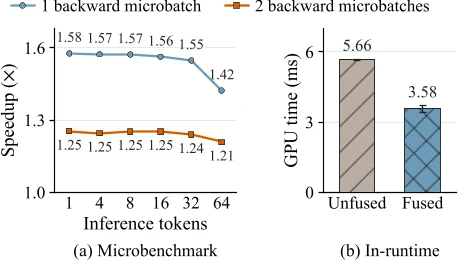 1 backward microbatch 2 backward microbatches
Speedup (×)
1.6
1.3
1.0
1.58 1.57 1.57 1.56 1.55 1.42
1.25 1.25 1.25 1.25 1.24 1.21
1 4 8 16 32 64
Inference tokens
(a) Microbenchmark
GPU time (ms)
6
3
0
5.66
3.58
Unfused Fused
(b) In-runtime